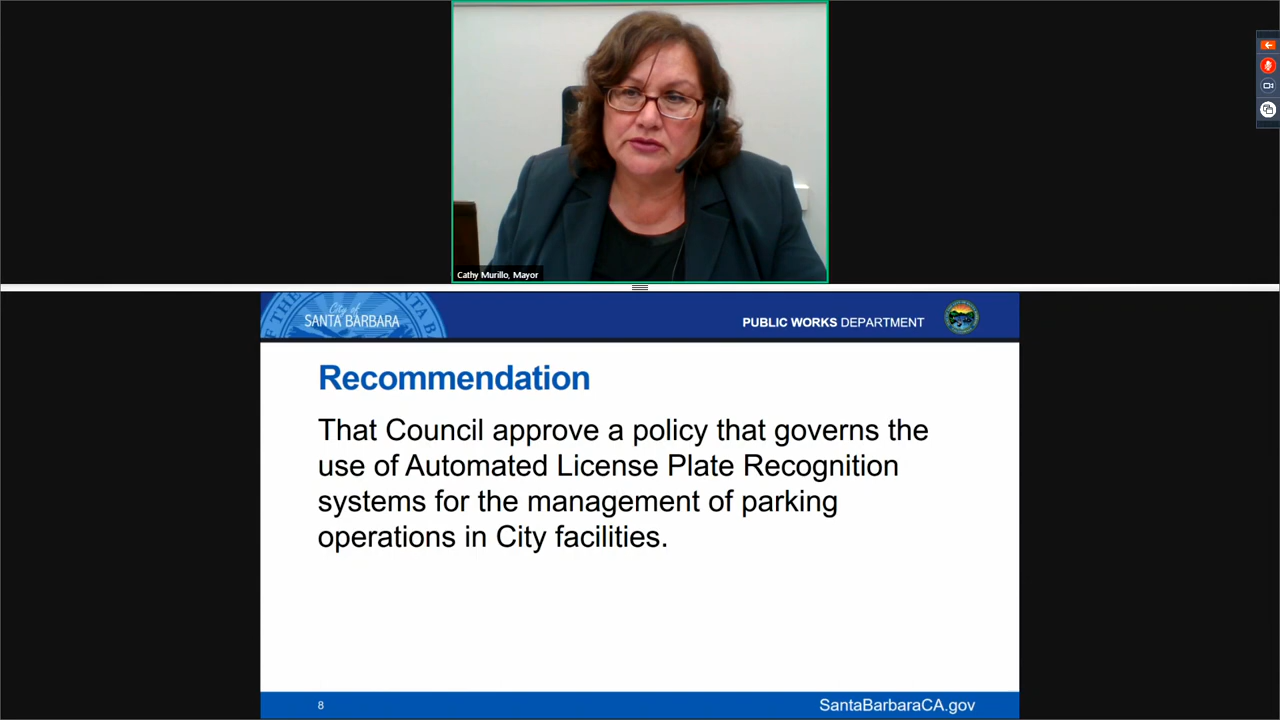 Cathy Murillo, Mayor
City of
SANTA BARBARA
PUBLIC WORKS DEPARTMENT
Recommendation
That Council approve a policy that governs the
use of Automated License Plate Recognition
systems for the management of parking
operations in City facilities.
8
SantaBarbaraCA.gov